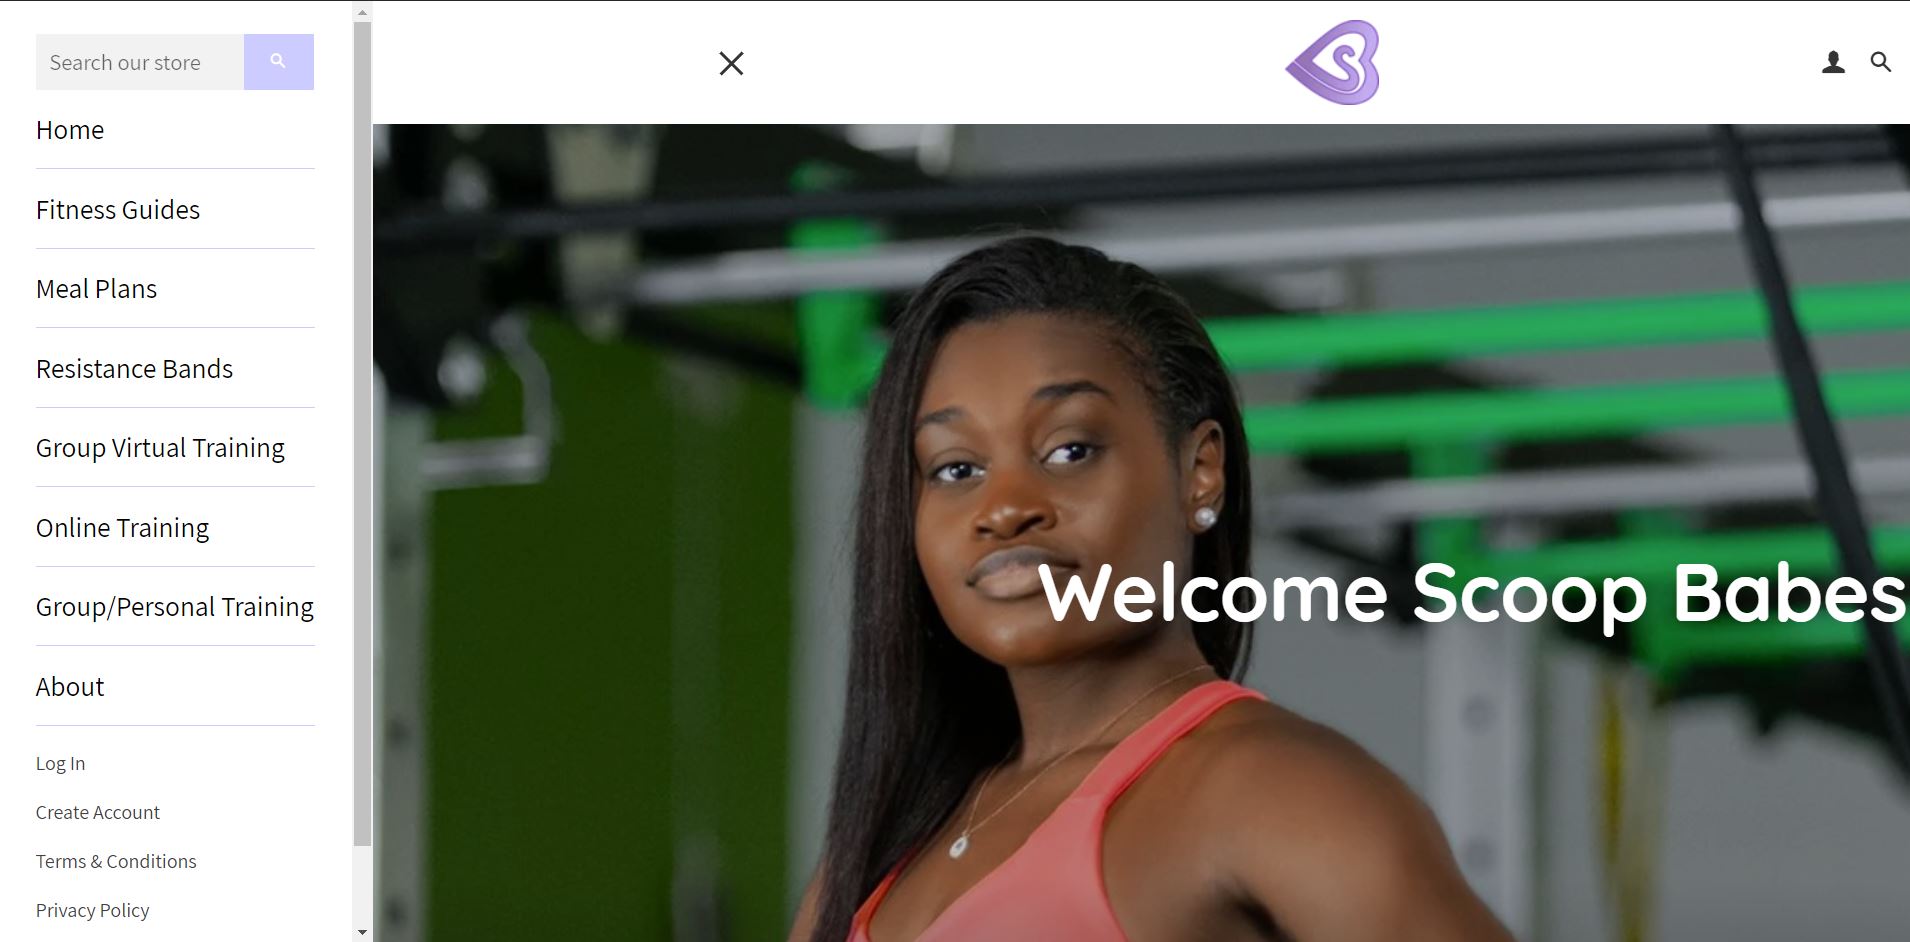 Search our store
Home
Fitness Guides
Meal Plans
Resistance Bands
Group Virtual Training
Online Training
Group/Personal Training
About
Log In
Create Account
Terms & Conditions
Privacy Policy
S
Welcome Scoop Babes